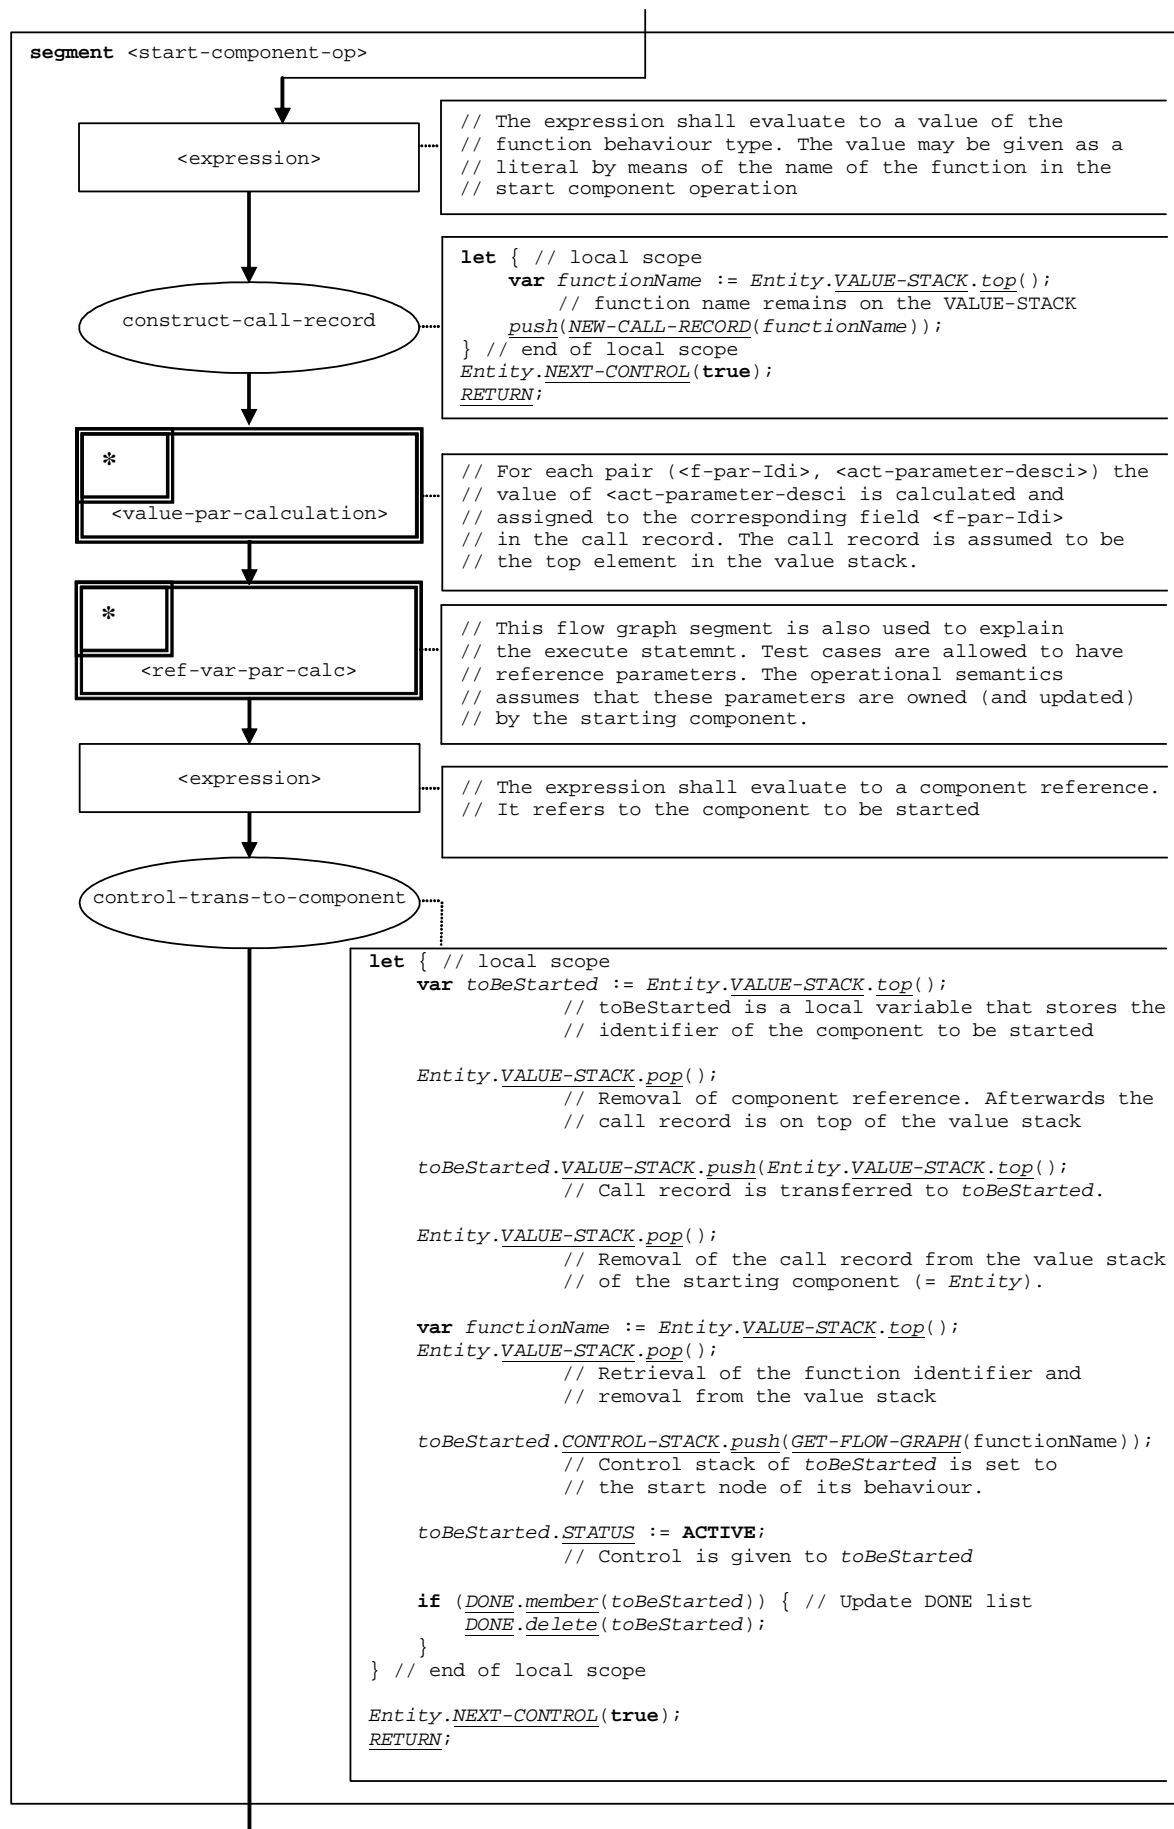 segment <start-component-op>
<expression>
// The expression shall evaluate to a value of the
// function behaviour type. The value may be given as a
// literal by means of the name of the function in the
// start component operation
construct-call-record
let { // local scope
var functionName := Entity.VALUE-STACK.top();
// function name remains on the VALUE-STACK
push(NEW-CALL-RECORD(functionName));
} // end of local scope
Entity.NEXT-CONTROL(true);
RETURN;
*
<value-par-calculation>
// For each pair (<f-par-Idi>, <act-parameter-desci>) the
// value of <act-parameter-desci is calculated and
// assigned to the corresponding field <f-par-Idi>
// in the call record. The call record is assumed to be
// the top element in the value stack.
*
<ref-var-par-calc>
// This flow graph segment is also used to explain
// the execute statemnt. Test cases are allowed to have
// reference parameters. The operational semantics
// assumes that these parameters are owned (and updated)
// by the starting component.
<expression>
// The expression shall evaluate to a component reference.
// It refers to the component to be started
control-trans-to-component
let { // local scope
var toBeStarted := Entity.VALUE-STACK.top();
// toBeStarted is a local variable that stores the
// identifier of the component to be started
Entity.VALUE-STACK.pop();
// Removal of component reference. Afterwards the
// call record is on top of the value stack
toBeStarted.VALUE-STACK.push(Entity.VALUE-STACK.top();
// Call record is transferred to toBeStarted.
Entity.VALUE-STACK.pop();
// Removal of the call record from the value stack
// of the starting component (= Entity).
var functionName := Entity.VALUE-STACK.top();
Entity.VALUE-STACK.pop();
// Retrieval of the function identifier and
// removal from the value stack
toBeStarted.CONTROL-STACK.push(GET-FLOW-GRAPH(functionName));
// Control stack of toBeStarted is set to
// the start node of its behaviour.
toBeStarted.STATUS := ACTIVE;
// Control is given to toBeStarted
if (DONE.member(toBeStarted)) { // Update DONE list
DONE.delete(toBeStarted);
}
} // end of local scope
Entity.NEXT-CONTROL(true);
RETURN;